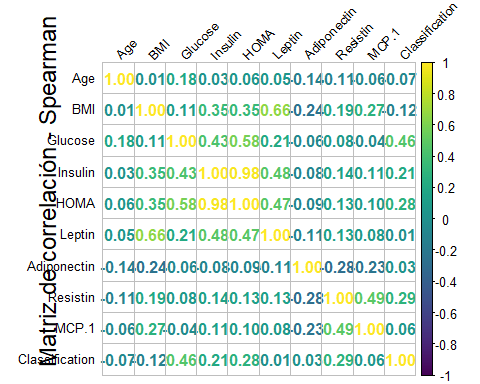 Matriz de correlación, Spearman
Age BMI Glucose Insulin HOMA Leptin Adiponectin Resistin MCP.1 Classification
Age 1.00 0.01 0.18 0.03 0.06 0.05 -0.14 -0.11 -0.06 -0.07
BMI 0.01 1.00 0.11 0.35 0.35 0.66 -0.24 0.19 0.27 -0.12
Glucose 0.18 0.11 1.00 0.43 0.58 0.21 -0.06 0.08 -0.04 0.46
Insulin 0.03 0.35 0.43 1.00 0.98 0.48 -0.08 0.14 0.11 0.21
HOMA 0.06 0.35 0.58 0.98 1.00 0.47 -0.09 0.13 0.10 0.28
Leptin 0.05 0.66 0.21 0.48 0.47 1.00 -0.11 0.13 0.08 0.01
Adiponectin -0.14 -0.24 -0.06 -0.08 -0.09 -0.11 1.00 -0.28 -0.23 0.03
Resistin -0.11 0.19 0.08 0.14 0.13 0.13 -0.28 1.00 0.49 0.29
MCP.1 -0.06 0.27 -0.04 0.11 0.10 0.08 -0.23 0.49 1.00 0.06
Classification -0.07 -0.12 0.46 0.21 0.28 0.01 0.03 0.29 0.06 1.00
1
0.8
0.6
0.4
0.2
0
-0.2
-0.4
-0.6
-0.8
-1